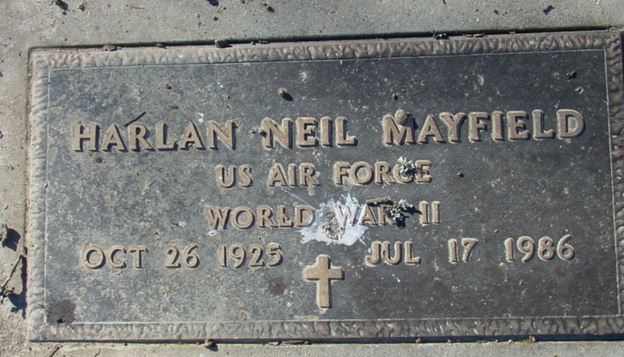 HARLAN NEIL MAYFIELD
US AIR FORCE
WORLD WAR II
OCT 26 1925 JUL 17 1986